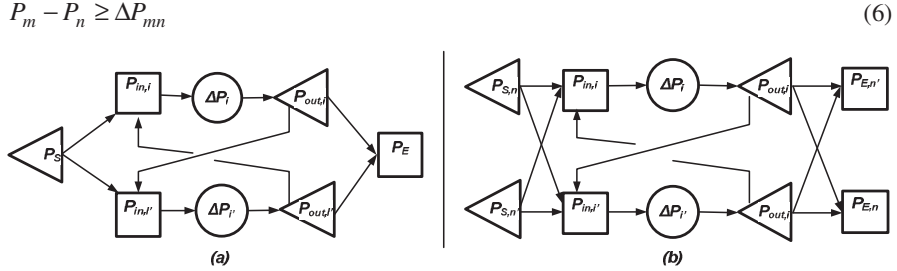 P_m − P_n ≥ ΔP_mn (6)
P_in,i ΔP_i P_out,i
P_S P_E
P_in,i' ΔP_i' P_out,i'
(a)
P_S,n P_in,i ΔP_i P_out,i P_E,n'
P_S,n' P_in,i' ΔP_i' P_out,i P_E,n
(b)